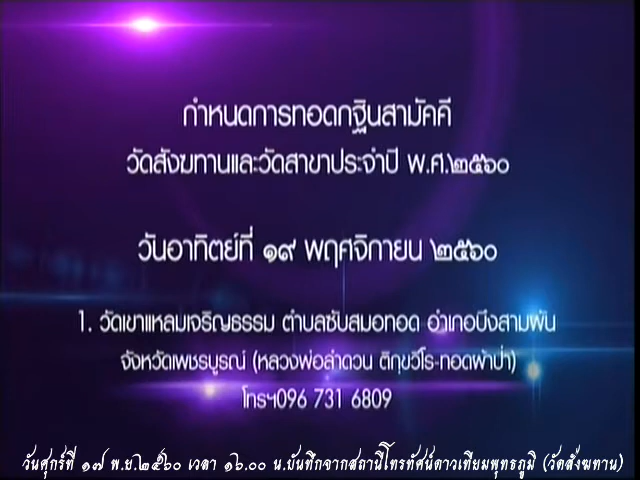 กำหนดการทอดกฐินสามัคคี
วัดสังฆทานและวัดสาขาประจำปี พ.ศ.๒๕๖๐
วันอาทิตย์ที่ ๑๙ พฤศจิกายน ๒๕๖๐
1. วัดเขาแหลมเจริญธรรม ตำบลซับสมอทอด อำเภอบึงสามผัน
จังหวัดเพชรบูรณ์ (หลวงพ่อลำดวน ติกฺขวีโร-ทอดผ้าป่า)
โทรฯ096 731 6809
วันศุกร์ที่ ๑๗ พ.ย.๒๕๖๐ เวลา ๑๖.๐๐ น.บันทึกจากสถานีโทรทัศน์ดาวเทียมพุทธภูมิ (วัดสังฆทาน)